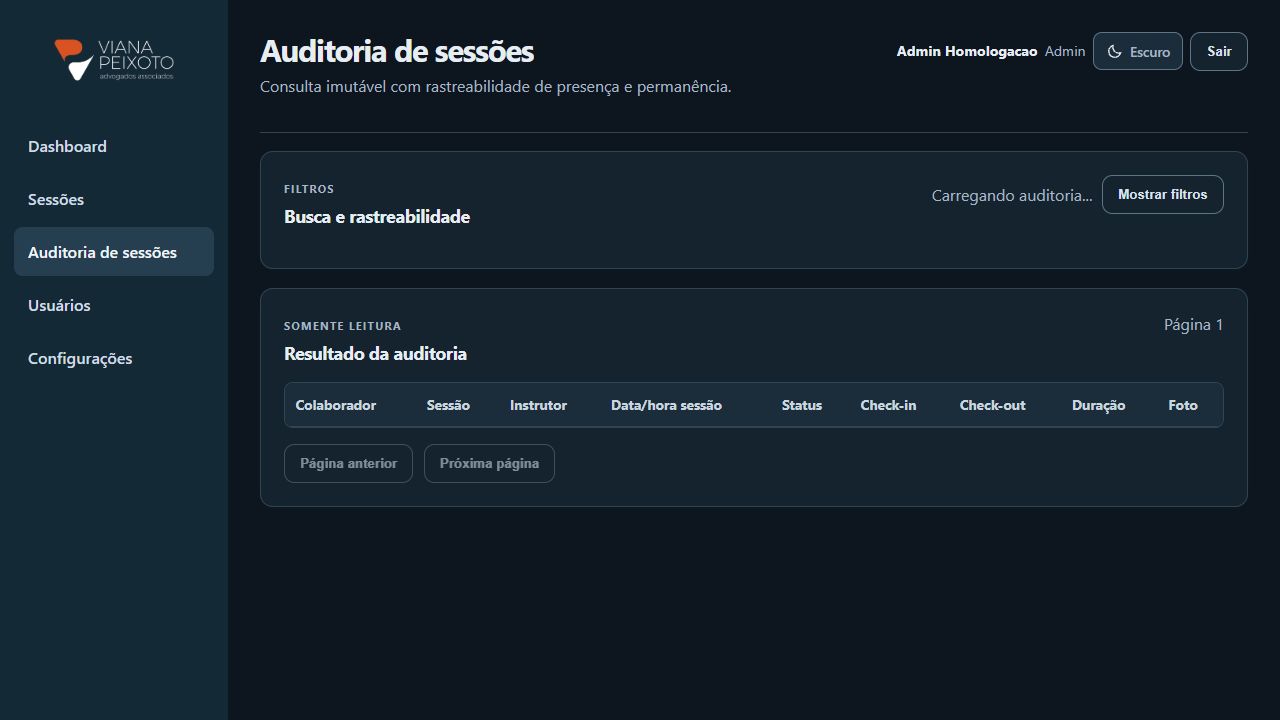 VIANA
PEIXOTO
advogados associados
Dashboard
Sessões
Auditoria de sessões
Usuários
Configurações
Auditoria de sessões
Consulta imutável com rastreabilidade de presença e permanência.
Admin Homologacao Admin Escuro Sair
FILTROS
Busca e rastreabilidade
Carregando auditoria... Mostrar filtros
SOMENTE LEITURA
Resultado da auditoria
Página 1
Colaborador Sessão Instrutor Data/hora sessão Status Check-in Check-out Duração Foto
Página anterior Próxima página